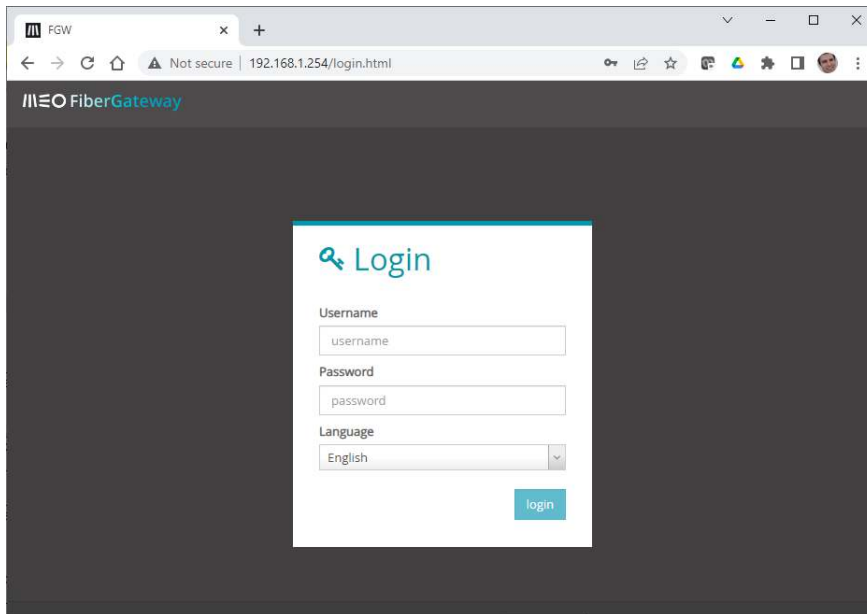 FGW
Not secure | 192.168.1.254/login.html
MEO FiberGateway
Login
Username
username
Password
password
Language
English
login